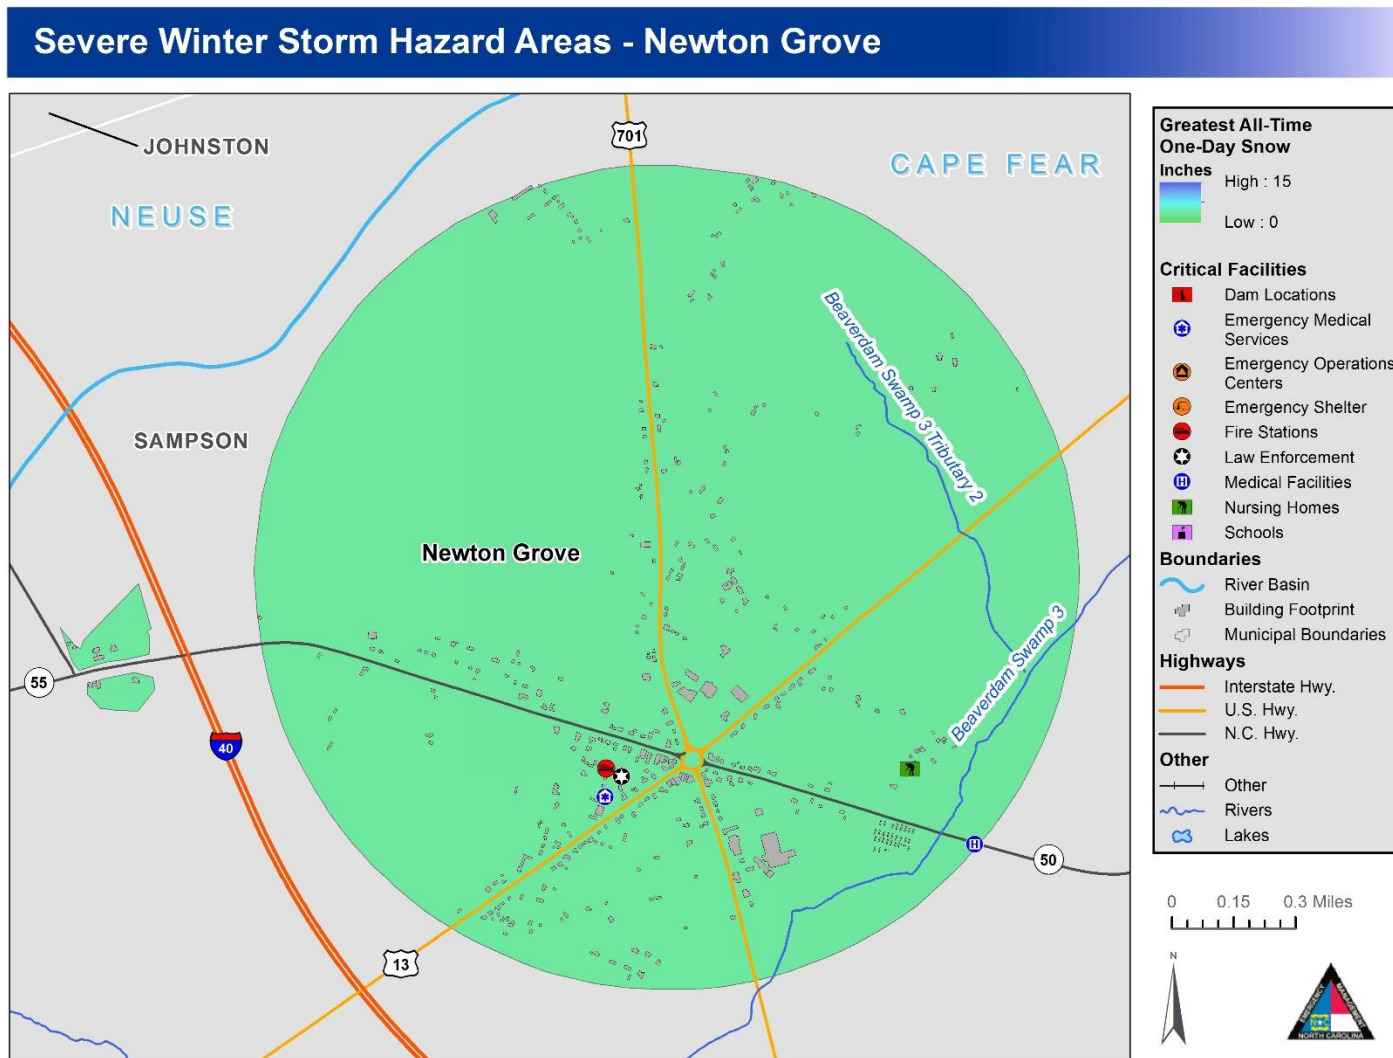 Severe Winter Storm Hazard Areas - Newton Grove
JOHNSTON
NEUSE
701
CAPE FEAR
Beaverdam Swamp 3 Tributary 2
SAMPSON
Newton Grove
Beaverdam Swamp 3
55
40
50
13
Greatest All-Time
One-Day Snow
Inches
High : 15
Low : 0
Critical Facilities
Dam Locations
Emergency Medical
Services
Emergency Operations
Centers
Emergency Shelter
Fire Stations
Law Enforcement
H
Medical Facilities
Nursing Homes
Schools
Boundaries
River Basin
Building Footprint
Municipal Boundaries
Highways
Interstate Hwy.
U.S. Hwy.
N.C. Hwy.
Other
Other
Rivers
Lakes
H
0 0.15 0.3 Miles
N
EMERGENCY
MANAGEMENT
N C
NORTH CAROLINA